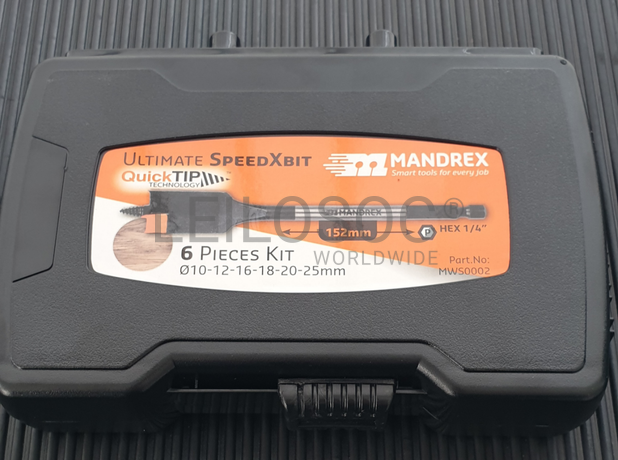 ULTIMATE SPEEDXBIT
QuickTIP
TECHNOLOGY
MANDREX
Smart tools for every job
MANDREX
152mm
P
HEX 1/4"
LEILOSOC®
WORLDWIDE
6 PIECES KIT
Ø10-12-16-18-20-25mm
Part.No:
MWS0002